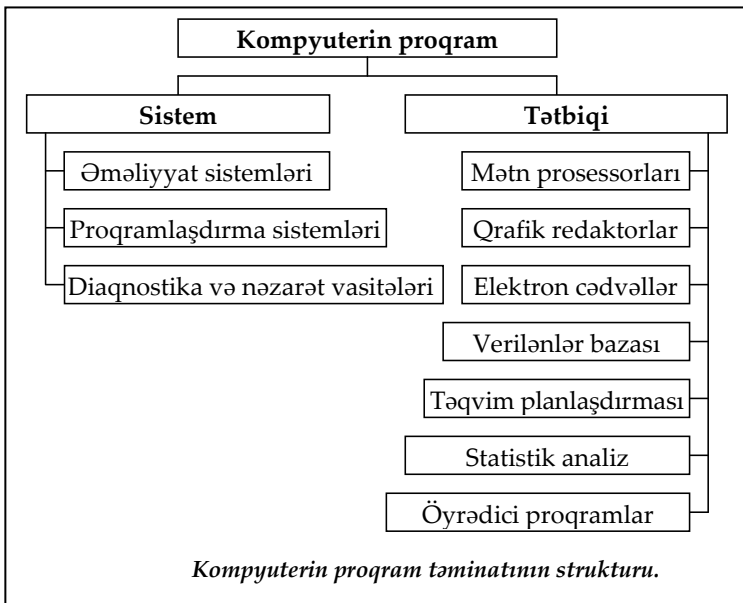 Kompyuterin proqram
Sistem
Əməliyyat sistemləri
Proqramlaşdırma sistemləri
Diaqnostika və nəzarət vasitələri
Tətbiqi
Mətn prosessorları
Qrafik redaktorlar
Elektron cədvəllər
Verilənlər bazası
Təqvim planlaşdırması
Statistik analiz
Öyrədici proqramlar
Kompyuterin proqram təminatının strukturu.